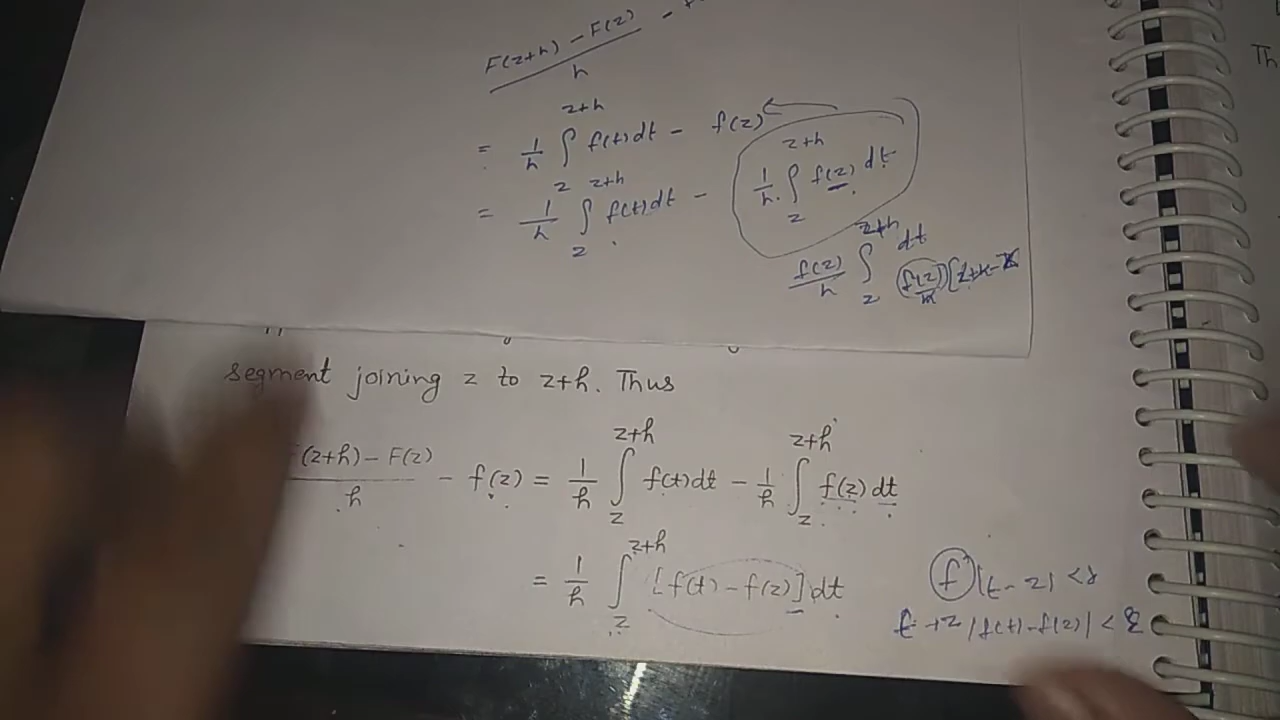 F(z+h) – F(z) / h –
= 1/h ∫_z^{z+h} f(t)dt – f(z)
= 1/h ∫_z^{z+h} f(t)dt – 1/h. ∫_z^{z+h} f(z) dt
f(z)/h ∫_z^{z+h} dt
f(z)/h [z+h–z]
segment joining z to z+h. Thus
(z+h) – F(z) / h – f(z) = 1/h ∫_z^{z+h} f(t)dt – 1/h ∫_z^{z+h} f(z) dt
= 1/h ∫_z^{z+h} [f(t) – f(z)] dt
f |t – z| <
|f(t) – f(z)| < ε
Th